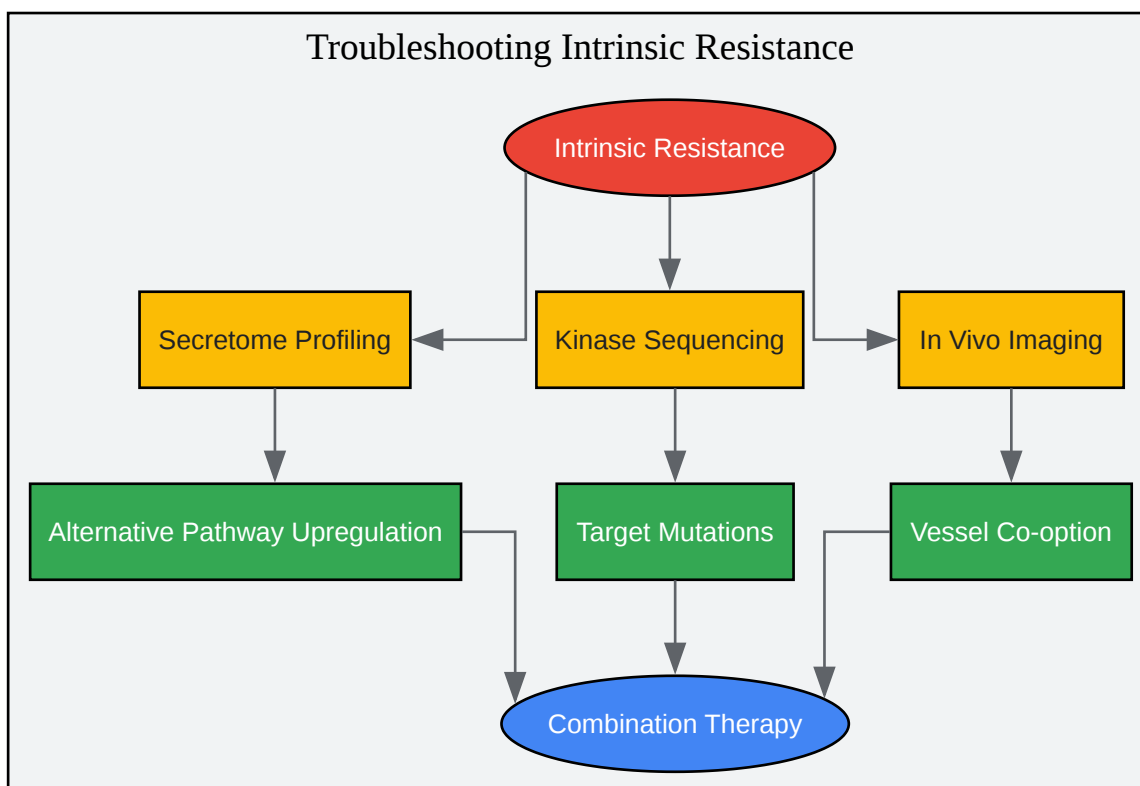 Troubleshooting Intrinsic Resistance
Intrinsic Resistance
Secretome Profiling
Kinase Sequencing
In Vivo Imaging
Alternative Pathway Upregulation
Target Mutations
Vessel Co-option
Combination Therapy